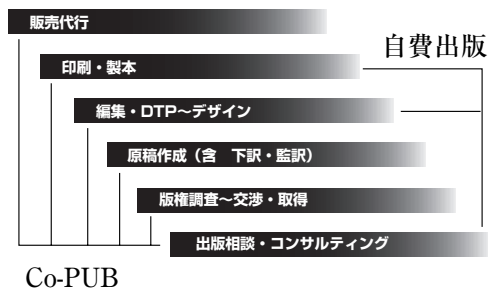 販売代行
自費出版
印刷・製本
編集・DTP～デザイン
原稿作成（含　下訳・監訳）
版権調査～交渉・取得
出版相談・コンサルティング
Co-PUB